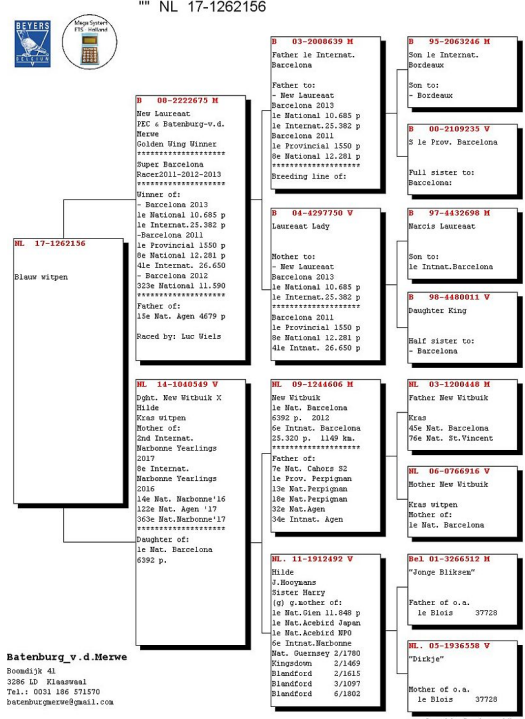 "" NL 17-1262156
BEYERS
BELGIUM
Mega System
ETS - Holland
NL 17-1262156
Blauw witpen
B 08-2222675 M
New Laureaat
PEC & Batenburg-v.d.
Merwe
Golden Wing Winner
********************
Super Barcelona
Racer2011-2012-2013
********************
Winner of:
- Barcelona 2013
1e National 10.685 p
1e Internat.25.382 p
-Barcelona 2011
1e Provincial 1550 p
8e National 12.281 p
41e Internat. 26.650
- Barcelona 2012
323e National 11.590
********************
Father of:
15e Nat. Agen 4679 p
Raced by: Luc Wiels
NL 14-1040549 V
Dght. New Witbuik X
Hilde
Kras witpen
Mother of:
2nd Internat.
Narbonne Yearlings
2017
8e Internat.
Narbonne Yearlings
2016
14e Nat.Narbonne'16
122e Nat. Agen '17
363e Nat.Narbonne'17
********************
Daughter of:
1e Nat. Barcelona
6392 p.
B 03-2008639 M
Father 1e Internat.
Barcelona
Father to:
- New Laureaat
Barcelona 2013
1e National 10.685 p
1e Internat.25.382 p
Barcelona 2011
1e Provincial 1550 p
8e National 12.281 p
********************
Breeding line of:
B 04-4297750 V
Laureaat Lady
Mother to:
- New Laureaat
Barcelona 2013
1e National 10.685 p
1e Internat.25.382 p
********************
Barcelona 2011
1e Provincial 1550 p
8e National 12.281 p
41e Intnat. 26.650 p
NL 09-1244606 M
New Witbuik
1e Nat. Barcelona
6392 p. 2012
6e Intnat. Barcelona
25.320 p. 1149 km.
********************
Father of:
7e Nat. Cahors S2
1e Prov. Perpignan
13e Nat.Perpignan
18e Nat.Perpignan
32e Nat.Agen
34e Intnat. Agen
NL. 11-1912492 V
Hilde
J.Hooymans
Sister Harry
(g) g.mother of:
1e Nat.Gien 11.848 p
1e Nat.Acebird Japan
1e Nat.Acebird NPO
6e Intnat.Narbonne
Nat. Guernsey 2/1780
Kingsdown 2/1469
Blandford 2/1615
Blandford 3/1097
Blandford 6/1802
B 95-2063246 M
Son 1e Internat.
Bordeaux
Son to:
- Bordeaux
B 00-2109235 V
S 1e Prov. Barcelona
Full sister to:
Barcelona:
B 97-4432698 M
Narcis Laureaat
Son to:
1e Intnat.Barcelona
B 98-4480011 V
Daughter King
Half sister to:
- Barcelona
NL 03-1200448 M
Father New Witbuik
Kras
45e Nat. Barcelona
76e Nat. St.Vincent
NL 06-0766916 V
Mother New Witbuik
Kras witpen
Mother of:
1e Nat. Barcelona
Bel 01-3266512 M
"Jonge Bliksem"
Father of o.a.
1e Blois 37728
NL. 05-1936558 V
"Dirkje"
Mother of o.a.
1e Blois 37728
Batenburg_v.d.Merwe
Boomdijk 41
3286 LD Klaaswaal
Tel.: 0031 186 571570
batenburgmerwe@gmail.com